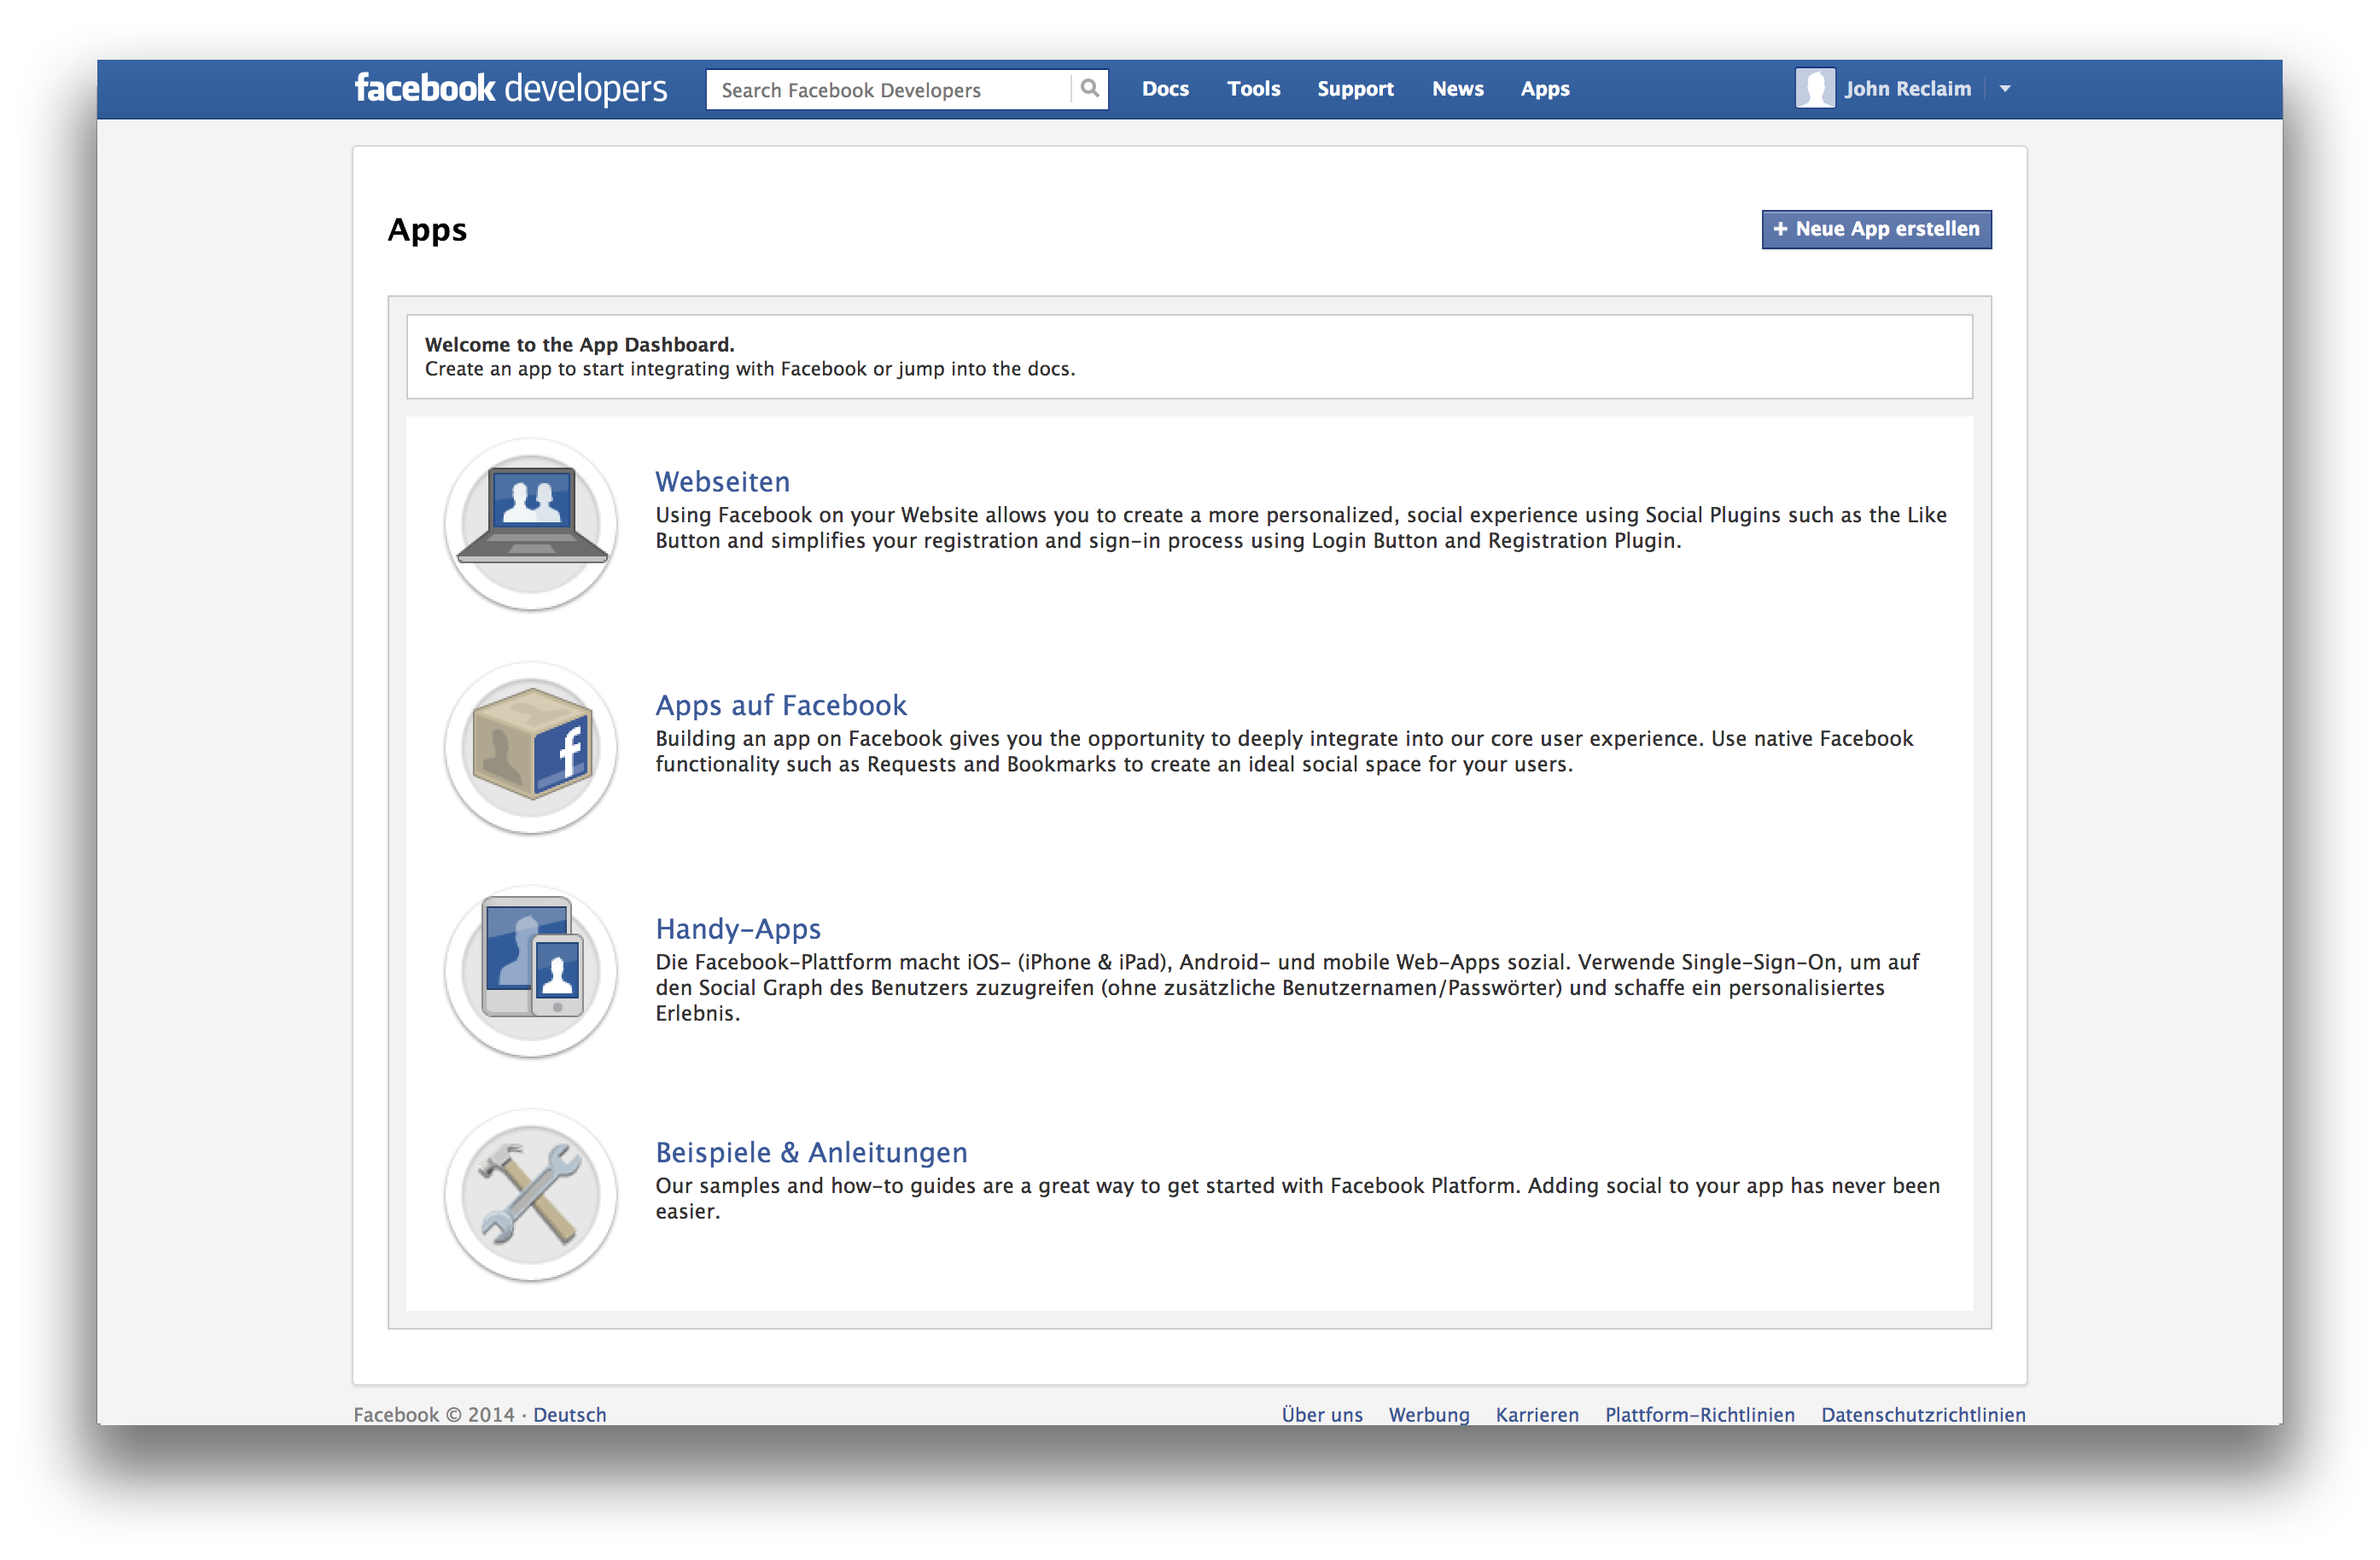 facebook developers
Search Facebook Developers
Docs Tools Support News Apps
John Reclaim
Apps
+ Neue App erstellen
Welcome to the App Dashboard.
Create an app to start integrating with Facebook or jump into the docs.
Webseiten
Using Facebook on your Website allows you to create a more personalized, social experience using Social Plugins such as the Like
Button and simplifies your registration and sign-in process using Login Button and Registration Plugin.
Apps auf Facebook
Building an app on Facebook gives you the opportunity to deeply integrate into our core user experience. Use native Facebook
functionality such as Requests and Bookmarks to create an ideal social space for your users.
Handy-Apps
Die Facebook-Plattform macht iOS- (iPhone & iPad), Android- und mobile Web-Apps sozial. Verwende Single-Sign-On, um auf
den Social Graph des Benutzers zuzugreifen (ohne zusätzliche Benutzernamen/Passwörter) und schaffe ein personalisiertes
Erlebnis.
Beispiele & Anleitungen
Our samples and how-to guides are a great way to get started with Facebook Platform. Adding social to your app has never been
easier.
Facebook © 2014 · Deutsch
Über uns Werbung Karrieren Plattform-Richtlinien Datenschutzrichtlinien